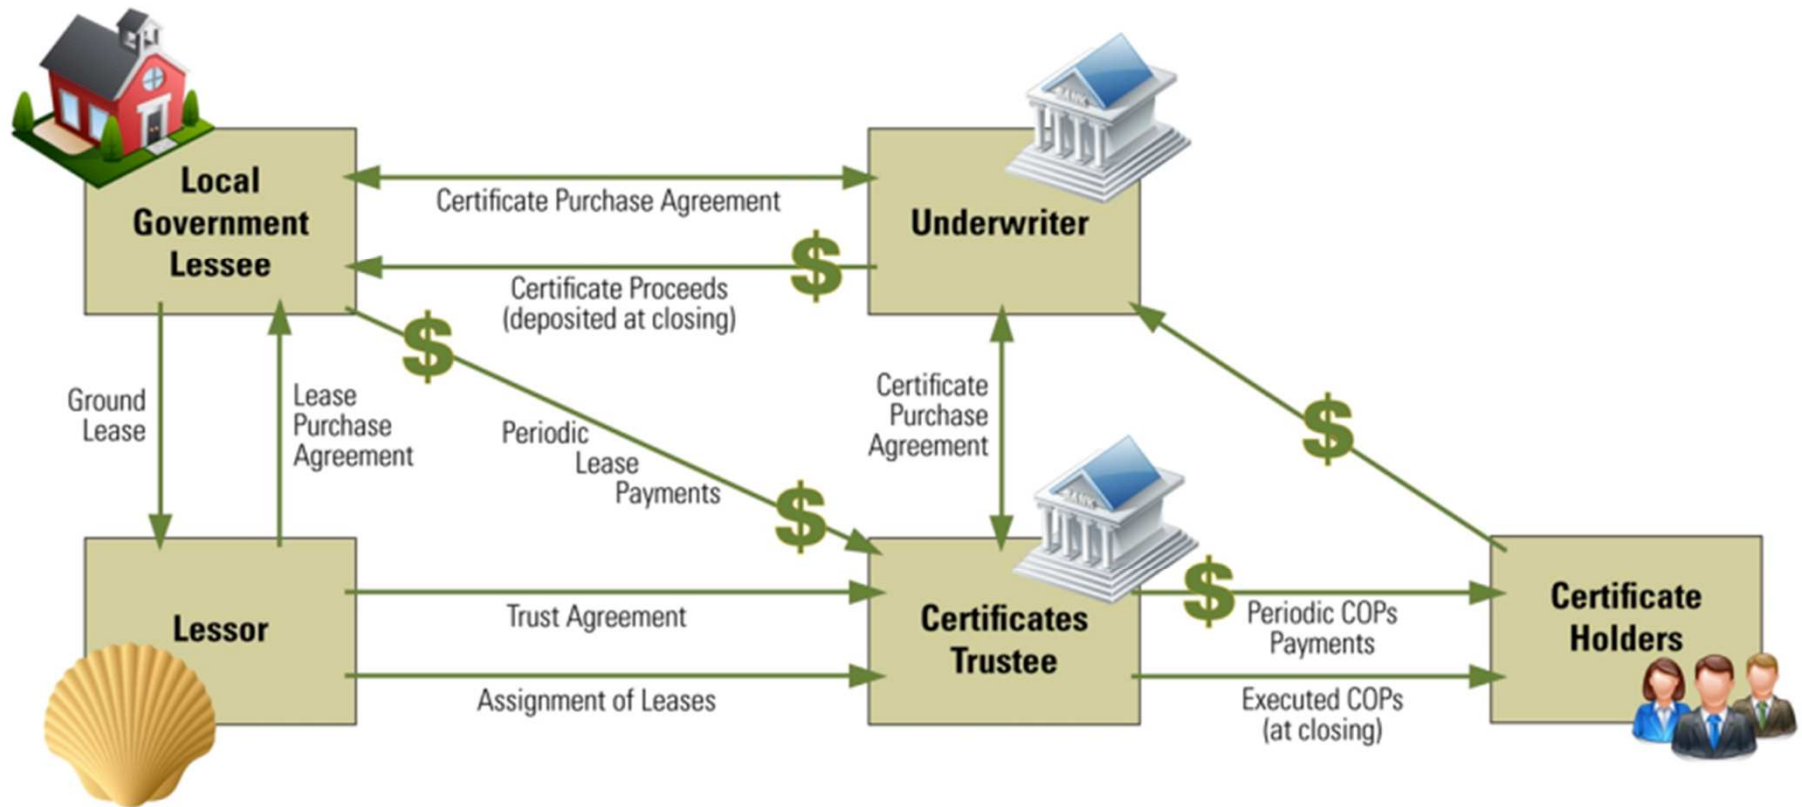 BANK
Local
Government
Lessee
Certificate Purchase Agreement
Underwriter
$
Certificate Proceeds
(deposited at closing)
$
Ground
Lease
Lease
Purchase
Agreement
Periodic
Lease
Payments
$
Certificate
Purchase
Agreement
$
BANK
Lessor
Trust Agreement
Assignment of Leases
Certificates
Trustee
$
Periodic COPs
Payments
Executed COPs
(at closing)
Certificate
Holders